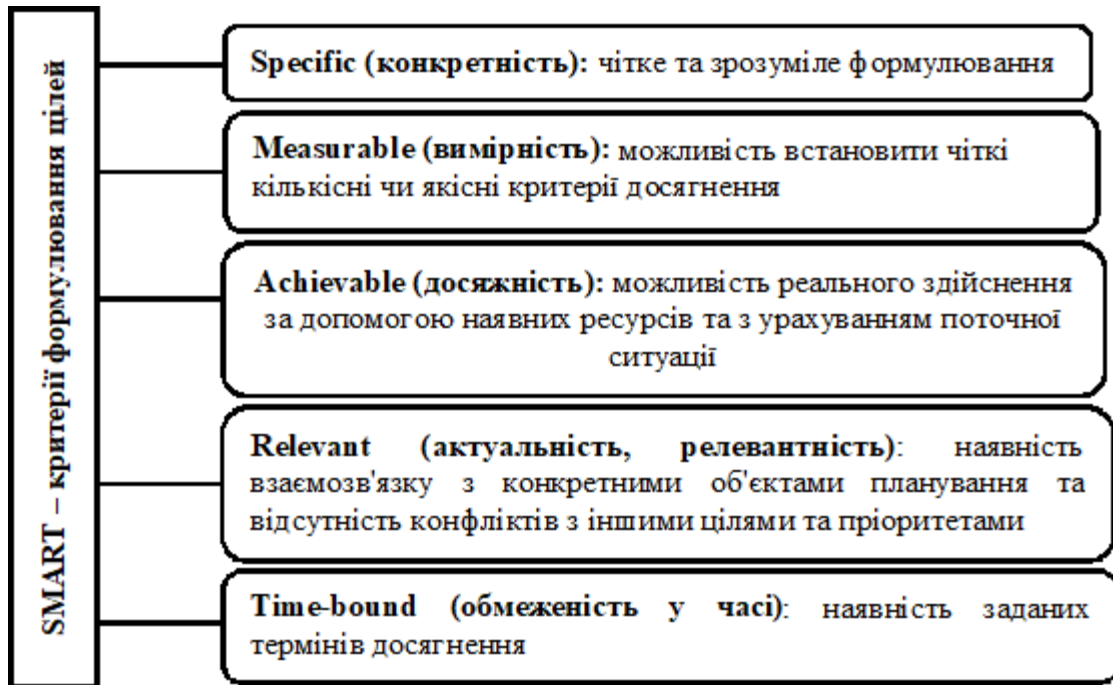 SMART – критерії формулювання цілей
Specific (конкретність): чітке та зрозуміле формулювання
Measurable (вимірність): можливість встановити чіткі
кількісні чи якісні критерії досягнення
Achievable (досяжність): можливість реального здійснення
за допомогою наявних ресурсів та з урахуванням поточної
ситуації
Relevant (актуальність, релевантність): наявність
взаємозв'язку з конкретними об'єктами планування та
відсутність конфліктів з іншими цілями та пріоритетами
Time-bound (обмеженість у часі): наявність заданих
термінів досягнення